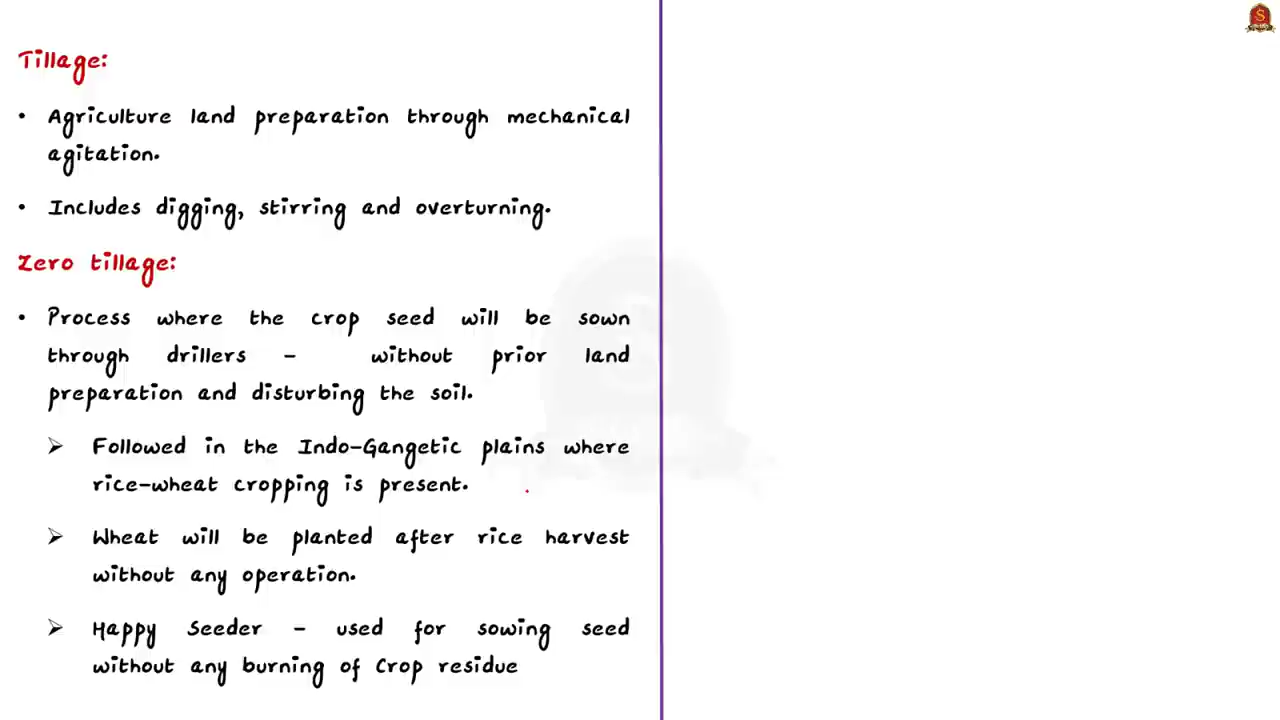 Tillage:
• Agriculture land preparation through mechanical
agitation.
• Includes digging, stirring and overturning.
Zero tillage:
• Process where the crop seed will be sown
through drillers - without prior land
preparation and disturbing the soil.
➢ Followed in the Indo-Gangetic plains where
rice-wheat cropping is present.
➢ Wheat will be planted after rice harvest
without any operation.
➢ Happy Seeder - used for sowing seed
without any burning of Crop residue